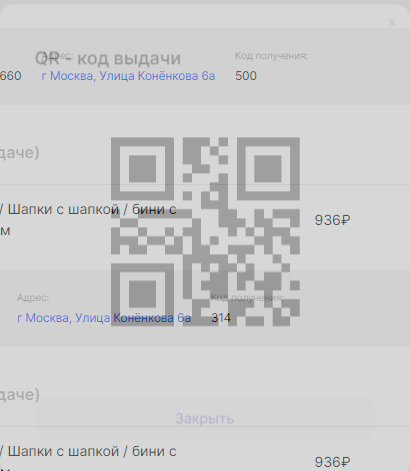 ×
QR - код выдачи
Адрес: Код получения:
660 г Москва, Улица Конёнкова 6а 500
даче)
/ Шапки с шапкой / бини с 936₽
м
Адрес: Код получения:
г Москва, Улица Конёнкова 6а 314
даче)
Закрыть
/ Шапки с шапкой / бини с 936₽